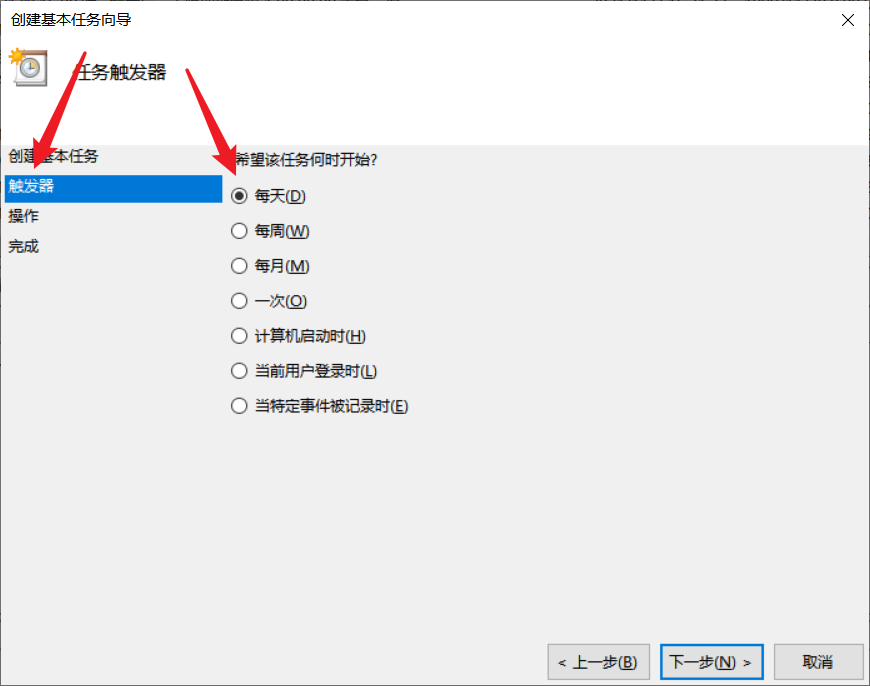 创建基本任务向导
任务触发器
创建基本任务
希望该任务何时开始?
触发器
操作
完成
每天(D)
每周(W)
每月(M)
一次(O)
计算机启动时(H)
当前用户登录时(L)
当特定事件被记录时(E)
< 上一步(B)
下一步(N) >
取消